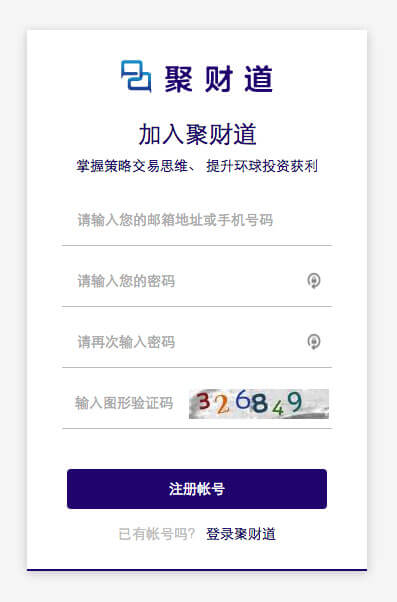 聚财道
加入聚财道
掌握策略交易思维、 提升环球投资获利
请输入您的邮箱地址或手机号码
请输入您的密码
请再次输入密码
输入图形验证码 326849
注册帐号
已有帐号吗? 登录聚财道